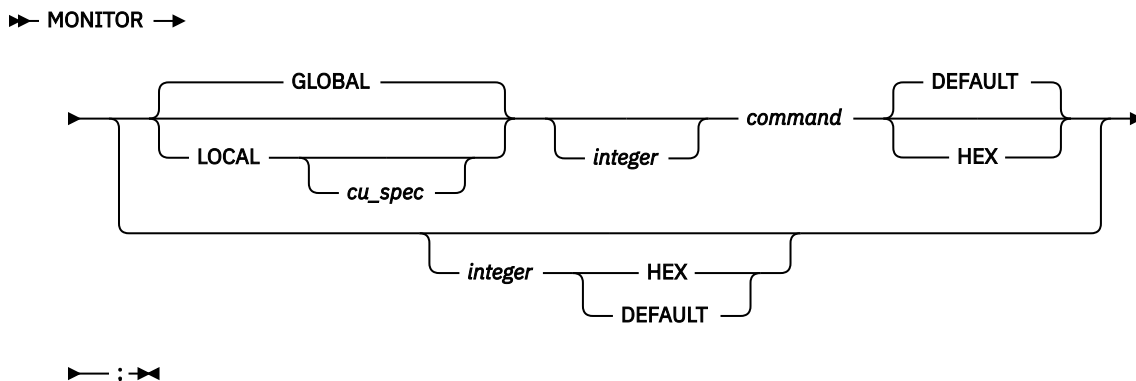 MONITOR
GLOBAL
LOCAL
cu_spec
integer
command
DEFAULT
HEX
integer
HEX
DEFAULT
;